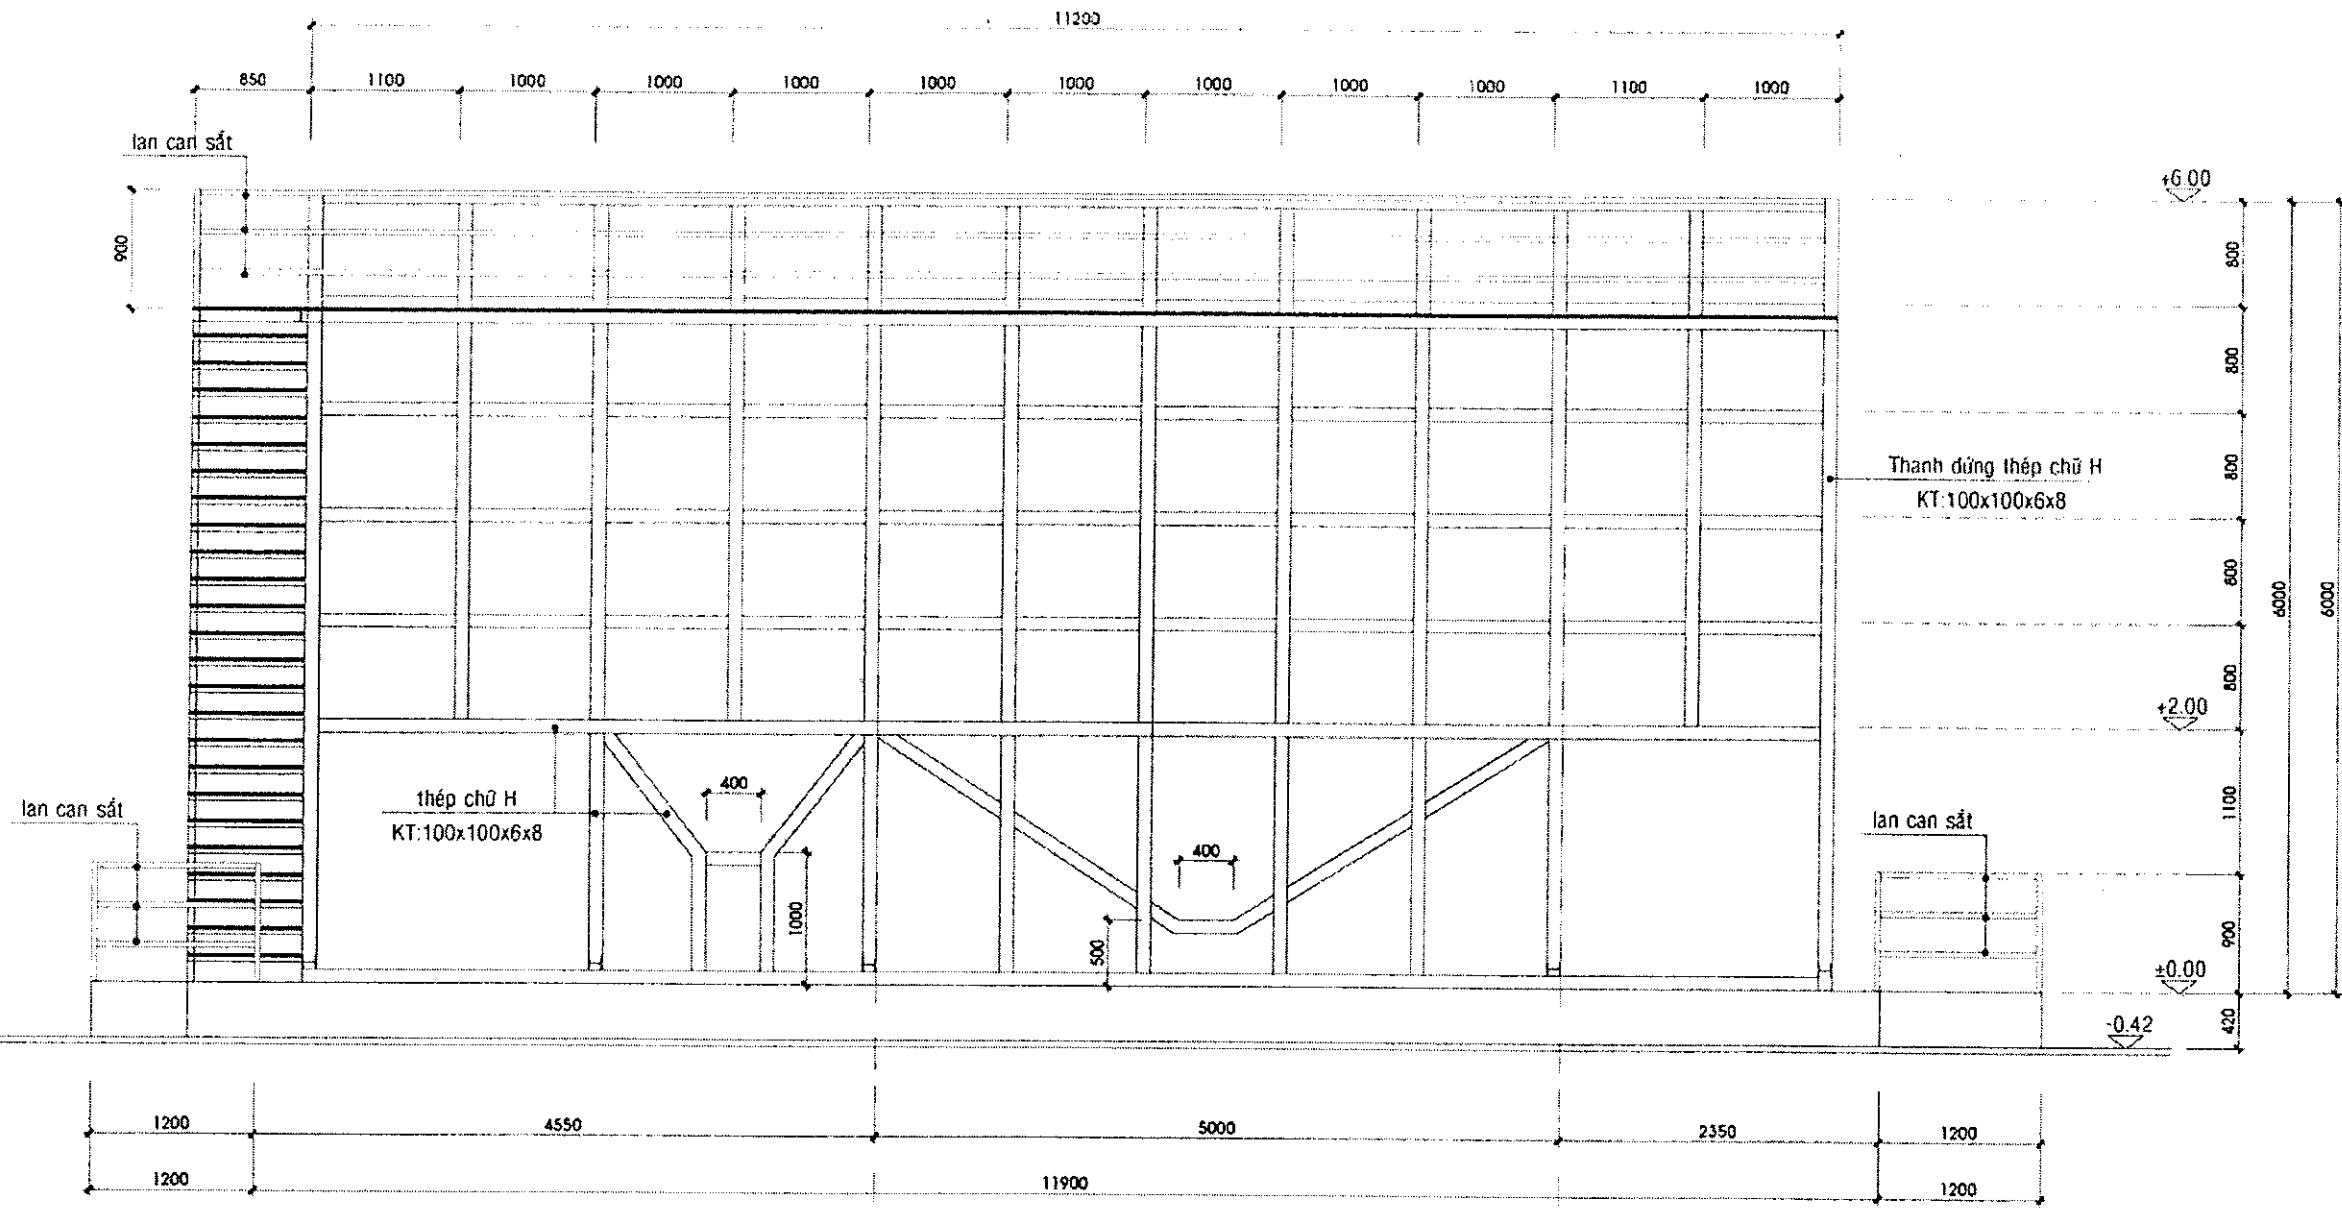 11200
850 1100 1000 1000 1000 1000 1000 1000 1000 1000 1100 1000
lan can sắt
+6.00
900
800
800
800
Thanh đứng thép chữ H
KT:100x100x6x8
800
6000
6000
800
+2.00
400
thép chữ H
KT:100x100x6x8
lan can sắt
1100
lan can sắt
400
1000
500
900
±0.00
-0.42
420
1200 4550 5000 2350 1200
1200 11900 1200